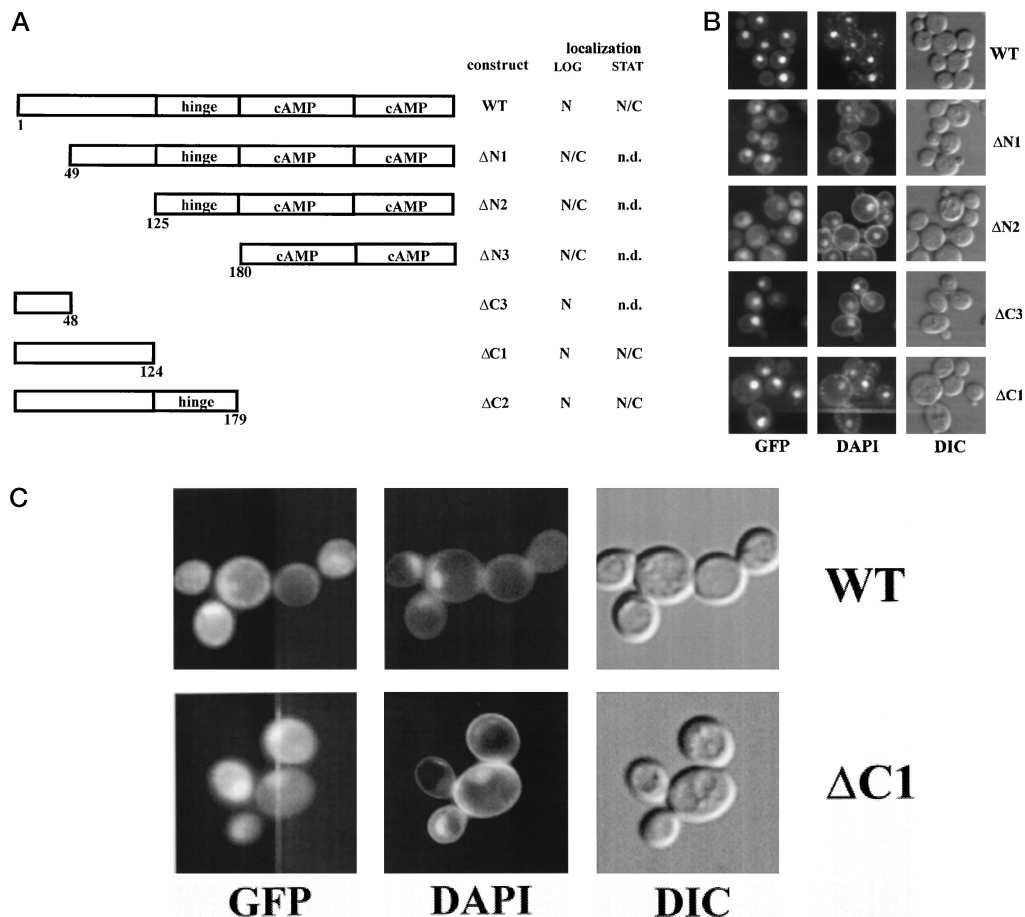 A
localization
construct LOG STAT
hinge cAMP cAMP WT N N/C
1
hinge cAMP cAMP ΔN1 N/C n.d.
49
hinge cAMP cAMP ΔN2 N/C n.d.
125
cAMP cAMP ΔN3 N/C n.d.
180
ΔC3 N n.d.
48
ΔC1 N N/C
124
hinge ΔC2 N N/C
179
B
WT
ΔN1
ΔN2
ΔC3
ΔC1
GFP DAPI DIC
C
WT
ΔC1
GFP DAPI DIC